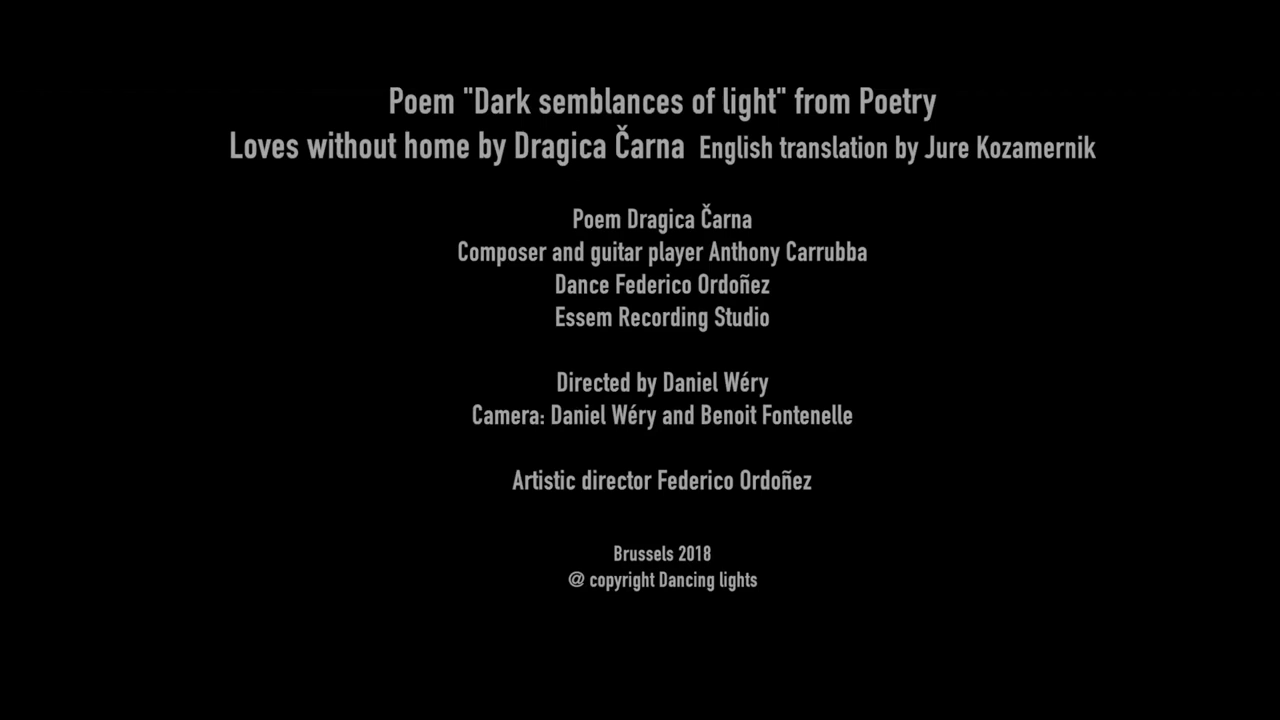 Poem "Dark semblances of light" from Poetry
Loves without home by Dragica Čarna English translation by Jure Kozamernik
Poem Dragica Čarna
Composer and guitar player Anthony Carrubba
Dance Federico Ordoñez
Essem Recording Studio
Directed by Daniel Wéry
Camera: Daniel Wéry and Benoit Fontenelle
Artistic director Federico Ordoñez
Brussels 2018
@ copyright Dancing lights